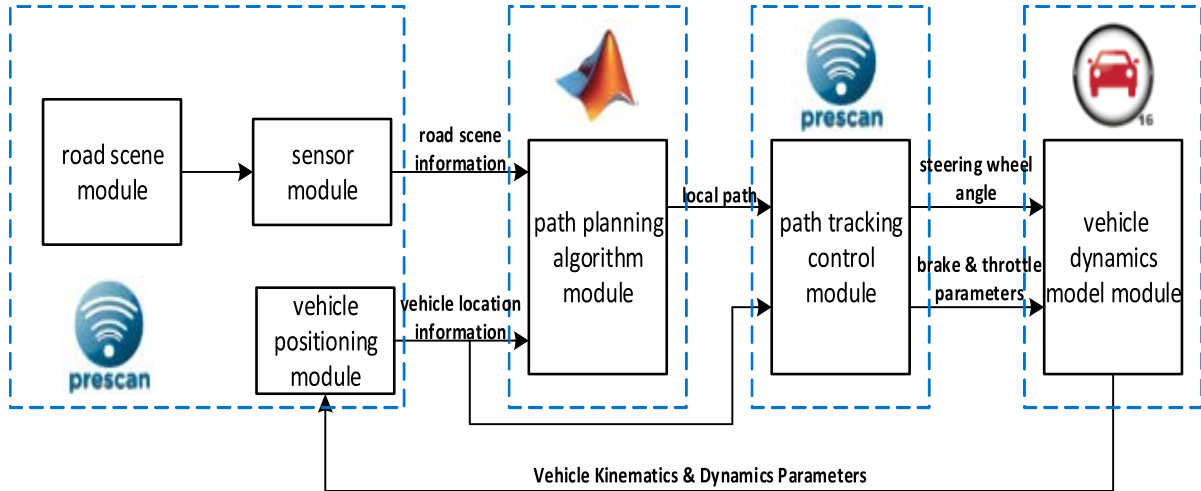 road scene
module
sensor
module
prescan
vehicle
positioning
module
road scene
information
vehicle location
information
path planning
algorithm
module
local path
prescan
path tracking
control
module
steering wheel
angle
brake & throttle
parameters
16
vehicle
dynamics
model module
Vehicle Kinematics & Dynamics Parameters